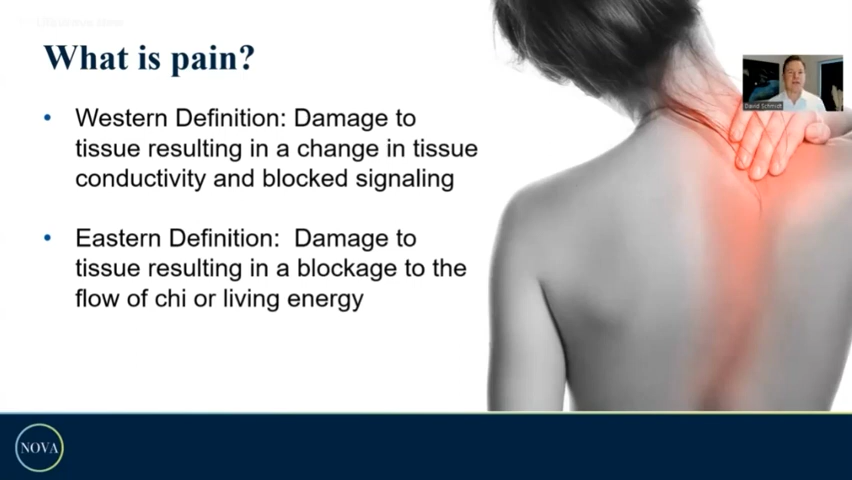 What is pain?
• Western Definition: Damage to
tissue resulting in a change in tissue
conductivity and blocked signaling
• Eastern Definition:  Damage to
tissue resulting in a blockage to the
flow of chi or living energy
David Schmidt
NOVA